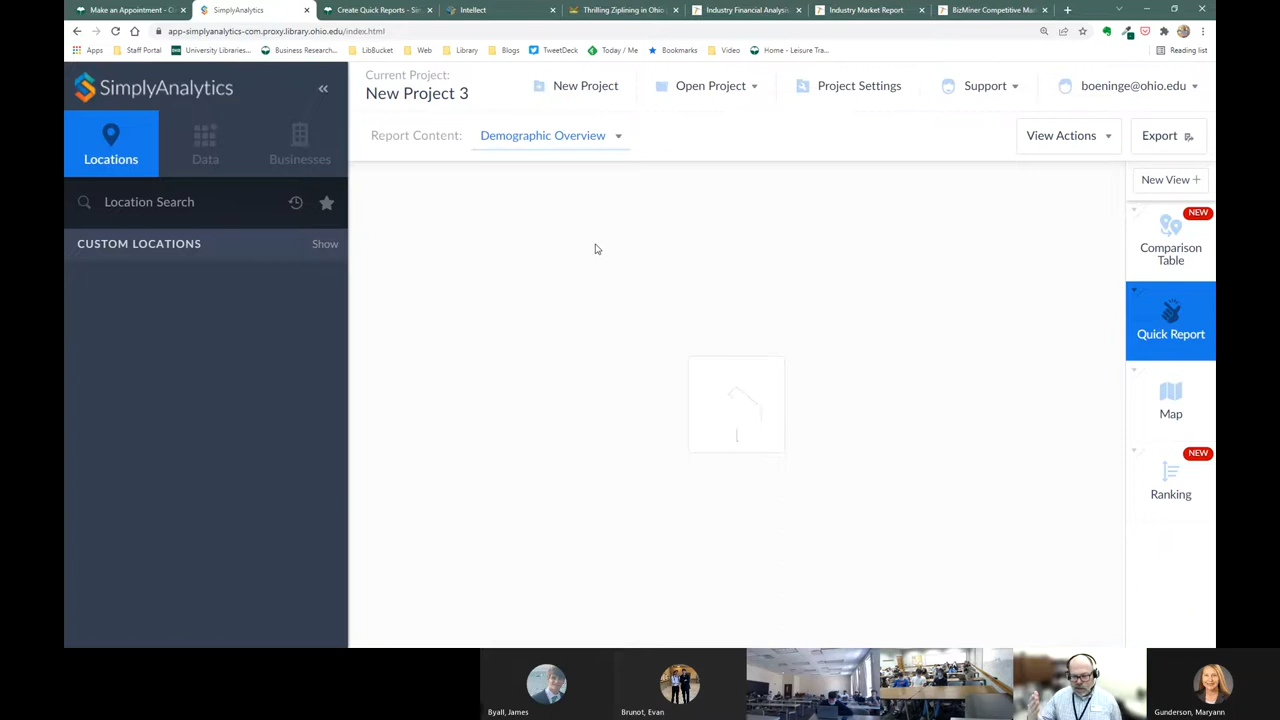 Make an Appointment - O
SimplyAnalytics
Create Quick Reports - Sim
Intellect
Thrilling Ziplining in Ohio
Industry Financial Analysis
Industry Market Report
BizMiner Competitive Ma
app-simplyanalytics-com.proxy.library.ohio.edu/index.html
Apps
Staff Portal
University Libraries...
Business Research...
LibBucket
Web
Library
Blogs
TweetDeck
Today / Me
Bookmarks
Video
Home - Leisure Tra...
Reading list
SimplyAnalytics
«
Current Project:
New Project 3
New Project
Open Project
Project Settings
Support
boeninge@ohio.edu
Locations
Data
Businesses
Report Content:
Demographic Overview
View Actions
Export
Location Search
CUSTOM LOCATIONS
Show
New View +
NEW
Comparison
Table
Quick Report
Map
NEW
Ranking
Byall, James
Brunot, Evan
Gunderson, Maryann